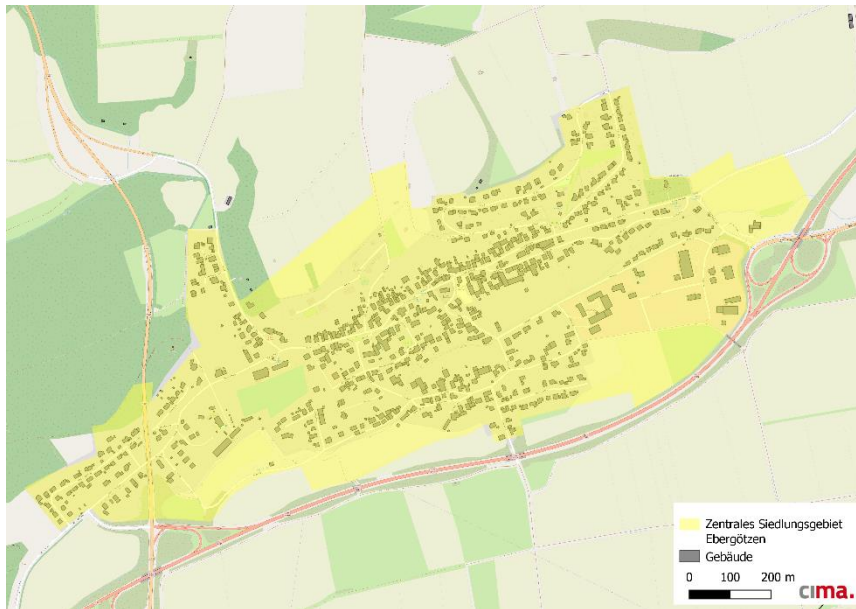 Zentrales Siedlungsgebiet
Ebergötzen
Gebäude
0 100 200 m
cima.